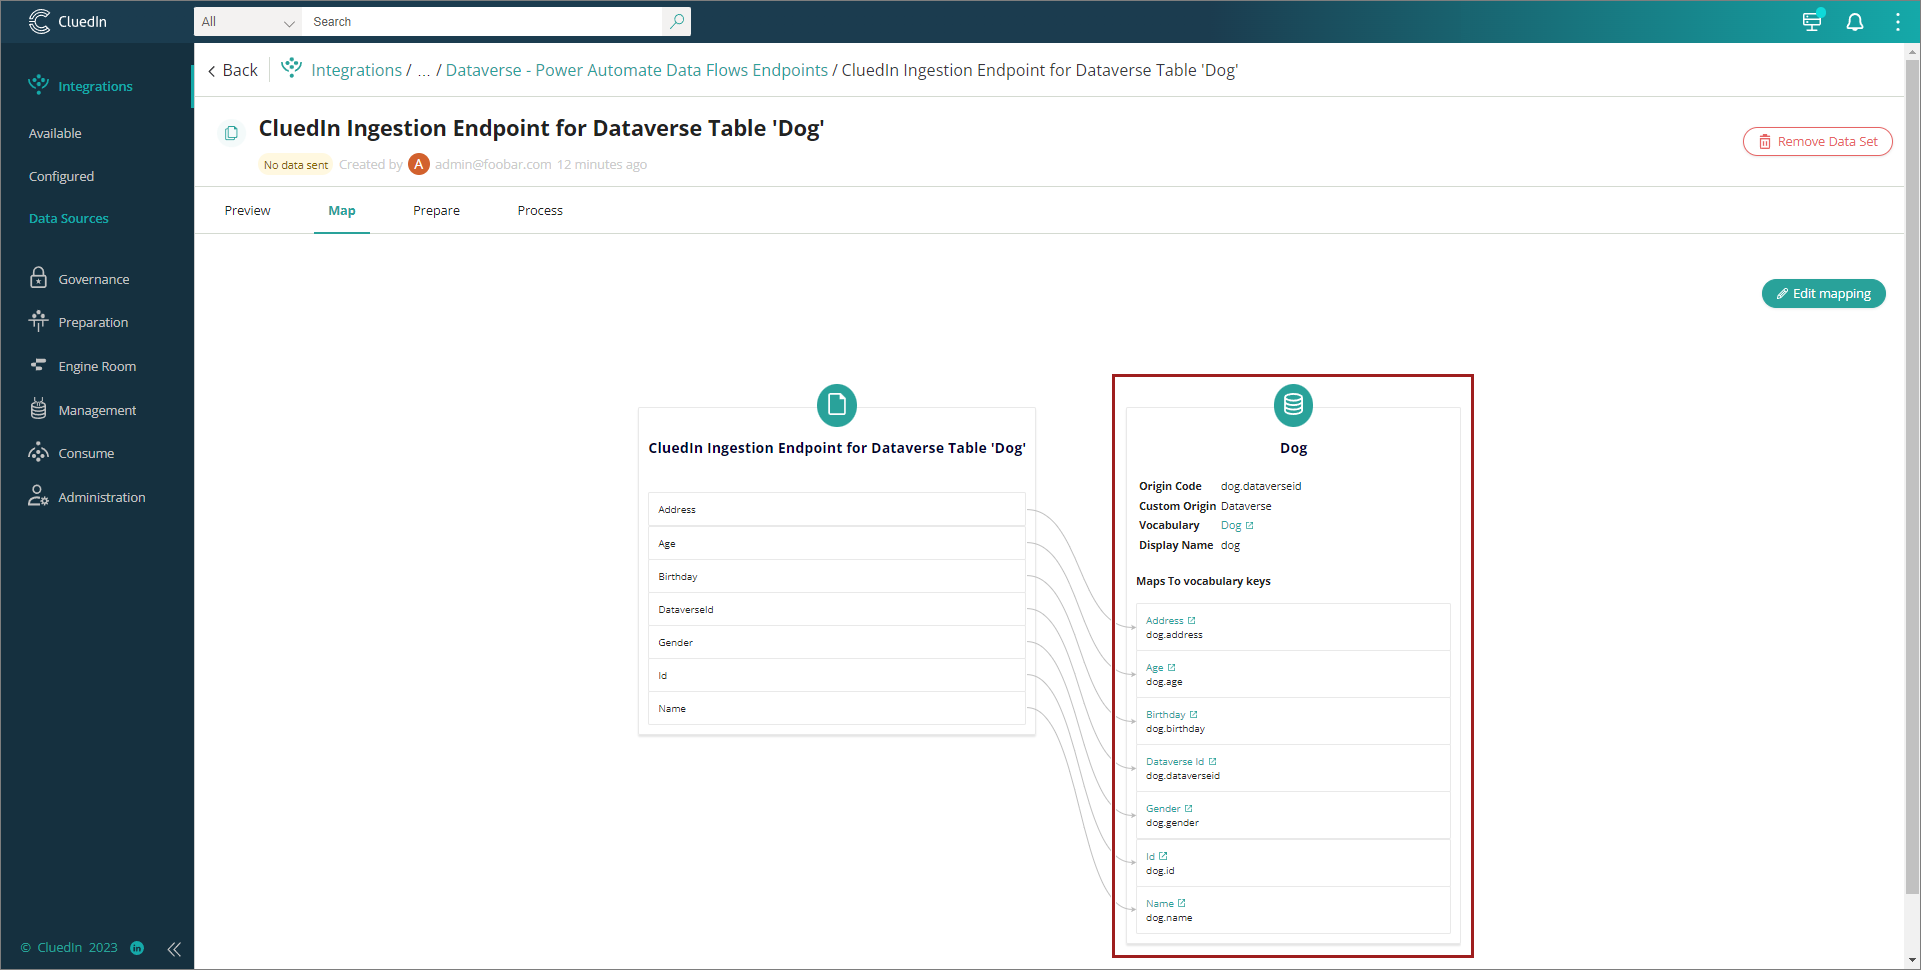 CluedIn
All
Search
Integrations
Available
Configured
Data Sources
Governance
Preparation
Engine Room
Management
Consume
Administration
© CluedIn 2023
in
Back
Integrations / ... / Dataverse - Power Automate Data Flows Endpoints / CluedIn Ingestion Endpoint for Dataverse Table 'Dog'
CluedIn Ingestion Endpoint for Dataverse Table 'Dog'
No data sent Created by A admin@foobar.com 12 minutes ago
Remove Data Set
Preview Map Prepare Process
Edit mapping
CluedIn Ingestion Endpoint for Dataverse Table 'Dog'
Address
Age
Birthday
DataverseId
Gender
Id
Name
Dog
Origin Code dog.dataverseid
Custom Origin Dataverse
Vocabulary Dog
Display Name dog
Maps To vocabulary keys
Address
dog.address
Age
dog.age
Birthday
dog.birthday
Dataverse Id
dog.dataverseid
Gender
dog.gender
Id
dog.id
Name
dog.name